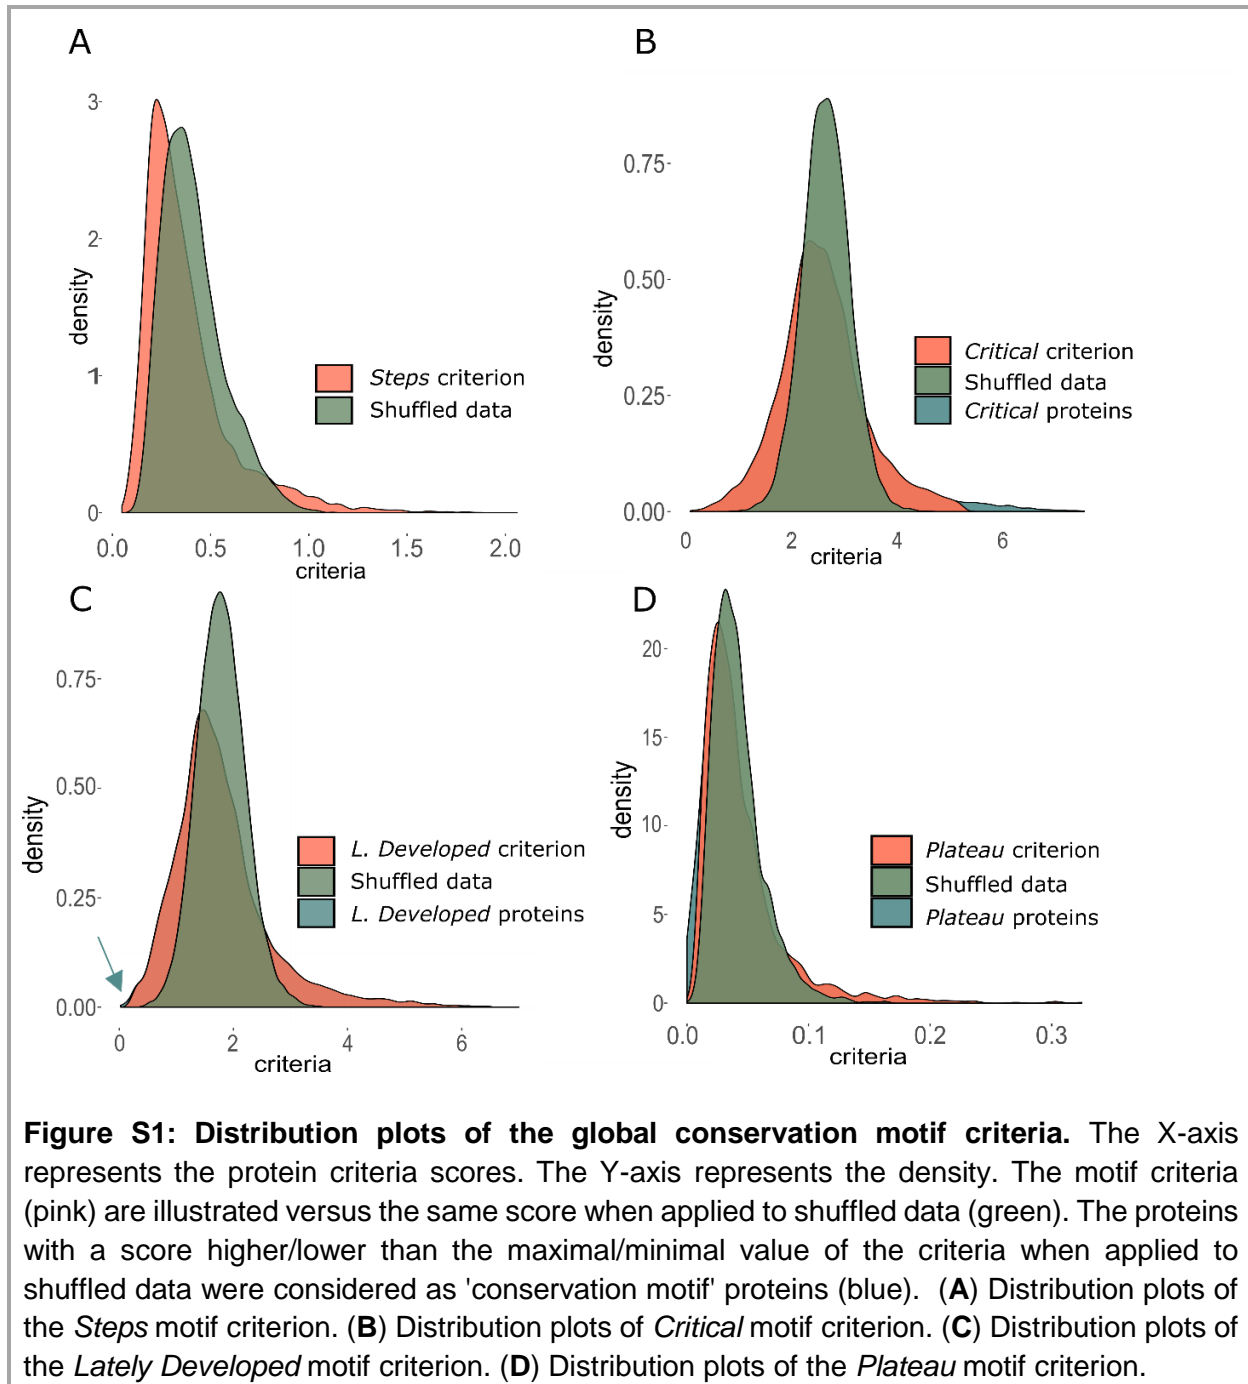 A
3-
2-
1-
0-
density
0.0 0.5 1.0 1.5 2.0
criteria
Steps criterion
Shuffled data
B
0.75-
0.50-
0.25-
0.00-
density
0 2 4 6
criteria
Critical criterion
Shuffled data
Critical proteins
C
0.75-
0.50-
0.25-
0.00-
density
0 2 4 6
criteria
L. Developed criterion
Shuffled data
L. Developed proteins
D
20-
15-
10-
5-
0-
density
0.0 0.1 0.2 0.3
criteria
Plateau criterion
Shuffled data
Plateau proteins
Figure S1: Distribution plots of the global conservation motif criteria. The X-axis
represents the protein criteria scores. The Y-axis represents the density. The motif criteria
(pink) are illustrated versus the same score when applied to shuffled data (green). The proteins
with a score higher/lower than the maximal/minimal value of the criteria when applied to
shuffled data were considered as 'conservation motif' proteins (blue). (A) Distribution plots of
the Steps motif criterion. (B) Distribution plots of Critical motif criterion. (C) Distribution plots of
the Lately Developed motif criterion. (D) Distribution plots of the Plateau motif criterion.